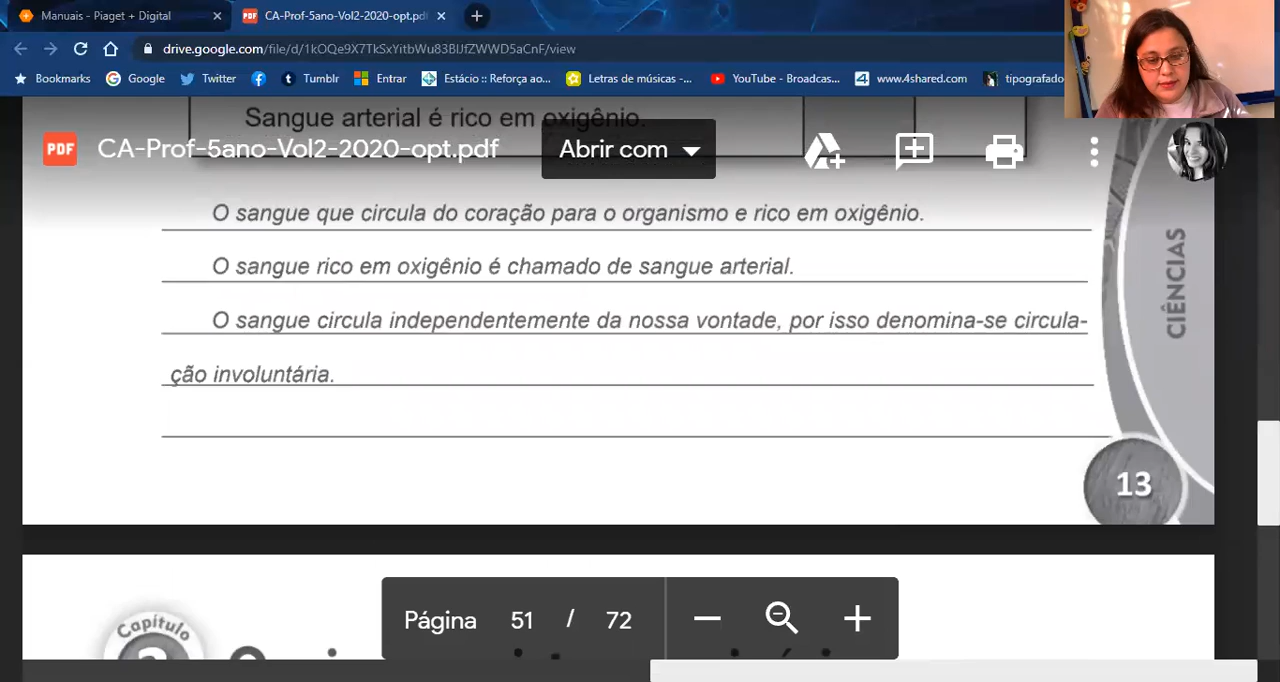 Manuais - Piaget + Digital
CA-Prof-5ano-Vol2-2020-opt.pd
drive.google.com/file/d/1kOQe9X7TkSxYitbWu83BlJfZWWD5aCnF/view
Bookmarks Google Twitter Tumblr Entrar Estácio :: Reforça ao... Letras de músicas -... YouTube - Broadcas... www.4shared.com tipografado
Sangue arterial é rico em oxigênio.
PDF CA-Prof-5ano-Vol2-2020-opt.pdf Abrir com
O sangue que circula do coração para o organismo e rico em oxigênio.
O sangue rico em oxigênio é chamado de sangue arterial.
O sangue circula independentemente da nossa vontade, por isso denomina-se circula-
ção involuntária.
CIÊNCIAS
13
Capítulo
Página 51 / 72